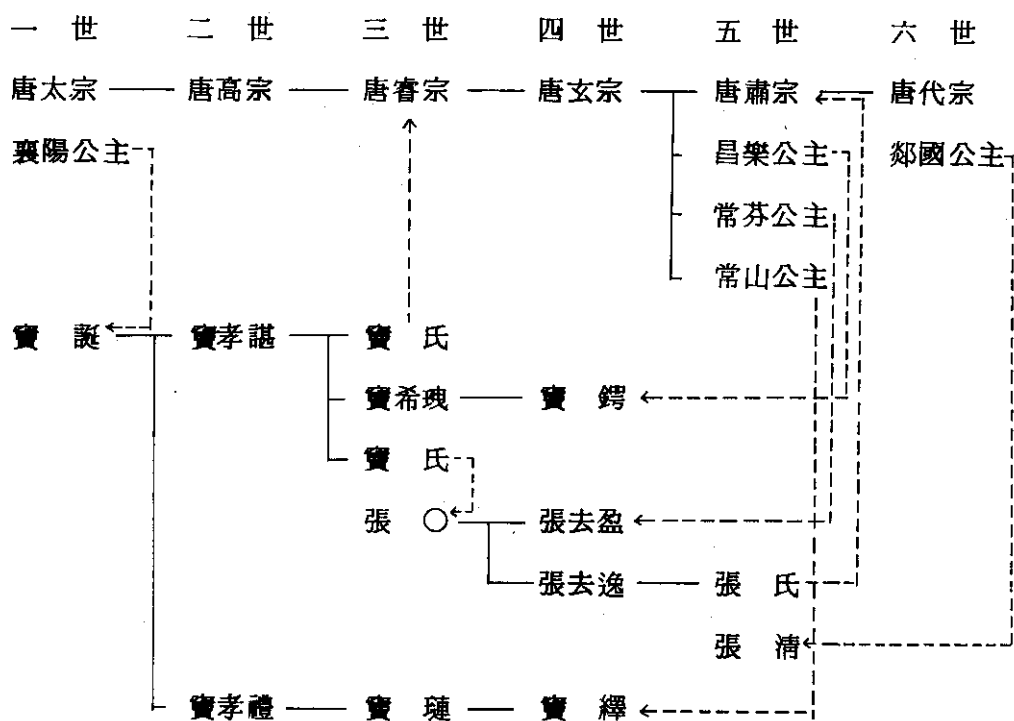 一世 二世 三世 四世 五世 六世
唐太宗 唐高宗 唐睿宗 唐玄宗 唐肅宗 唐代宗
襄陽公主 昌樂公主 郯國公主
常芬公主
常山公主
竇誕 竇孝諶 竇氏
竇希瑰 竇鍔
竇氏
張○ 張去盈
張去逸 張氏
張清
竇孝禮 竇璉 竇繹